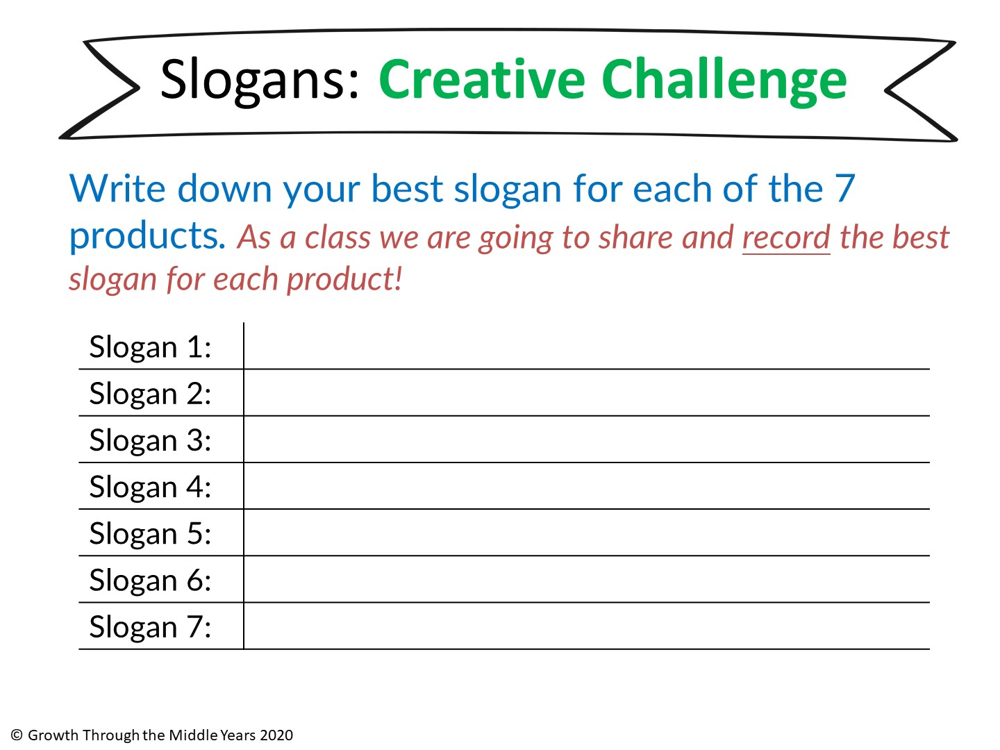 Slogans: Creative Challenge
Write down your best slogan for each of the 7
products. As a class we are going to share and record the best
slogan for each product!
Slogan 1:
Slogan 2:
Slogan 3:
Slogan 4:
Slogan 5:
Slogan 6:
Slogan 7:
© Growth Through the Middle Years 2020